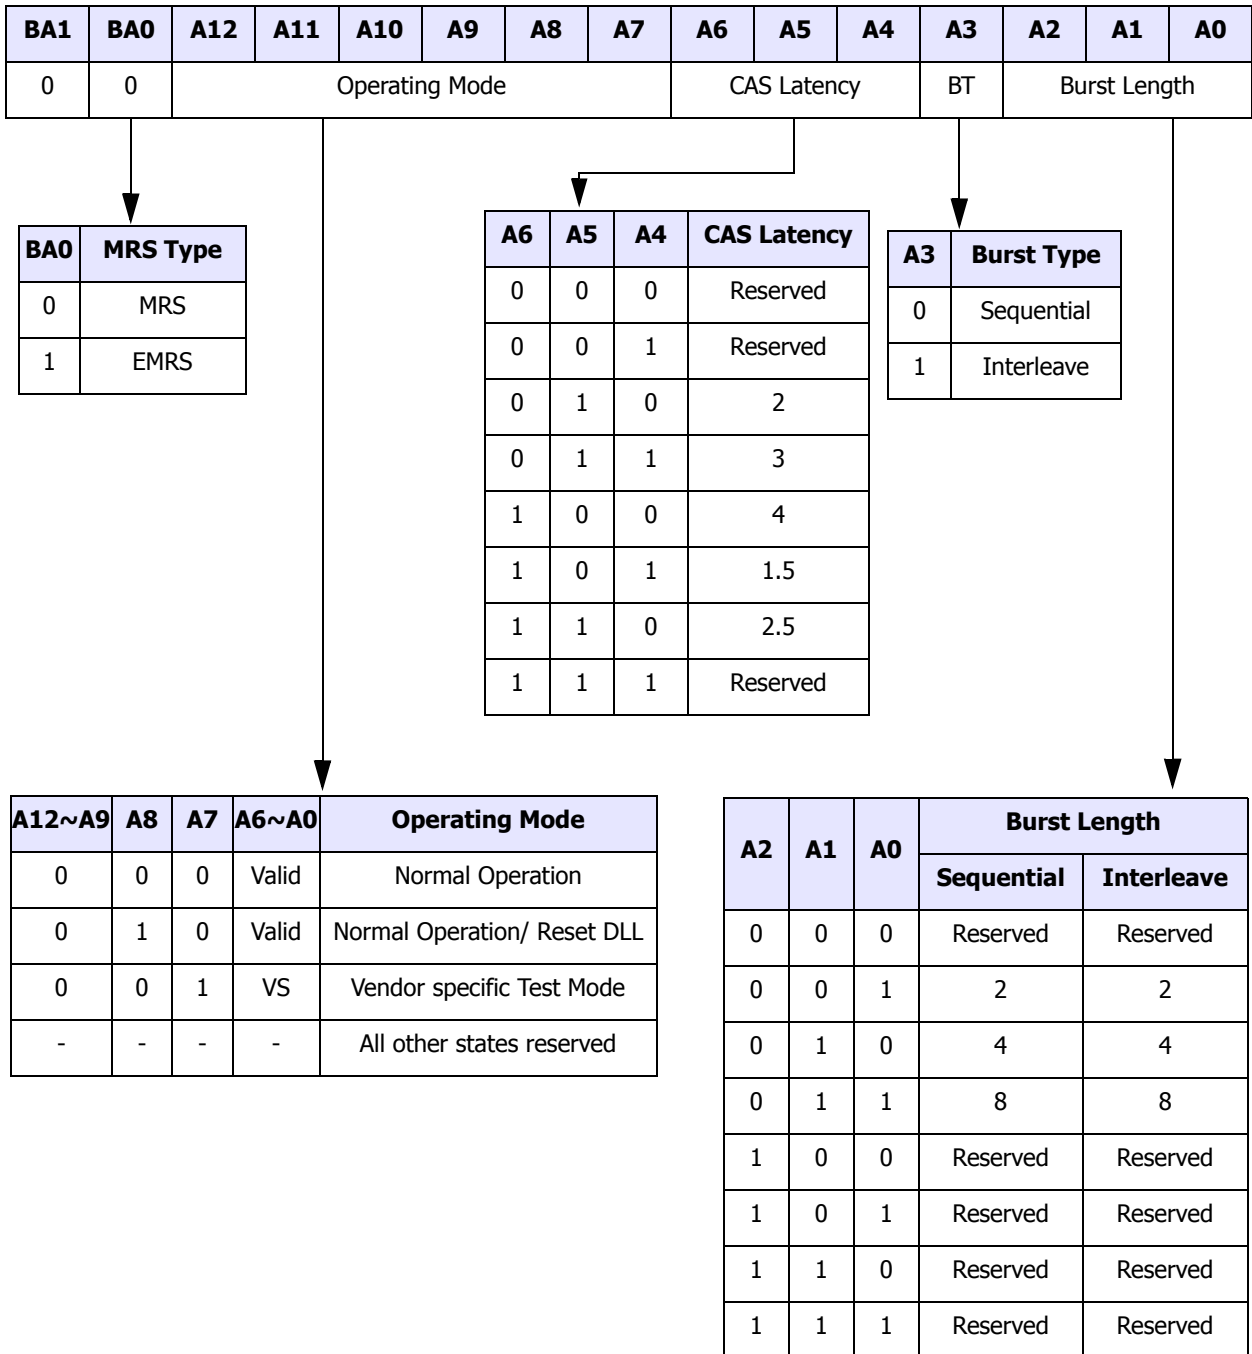 BA1 BA0 A12 A11 A10 A9 A8 A7 A6 A5 A4 A3 A2 A1 A0
0 0 Operating Mode CAS Latency BT Burst Length
BA0 MRS Type
0 MRS
1 EMRS
A6 A5 A4 CAS Latency
0 0 0 Reserved
0 0 1 Reserved
0 1 0 2
0 1 1 3
1 0 0 4
1 0 1 1.5
1 1 0 2.5
1 1 1 Reserved
A3 Burst Type
0 Sequential
1 Interleave
A12~A9 A8 A7 A6~A0 Operating Mode
0 0 0 Valid Normal Operation
0 1 0 Valid Normal Operation/ Reset DLL
0 0 1 VS Vendor specific Test Mode
- - - - All other states reserved
A2 A1 A0 Burst Length
Sequential Interleave
0 0 0 Reserved Reserved
0 0 1 2 2
0 1 0 4 4
0 1 1 8 8
1 0 0 Reserved Reserved
1 0 1 Reserved Reserved
1 1 0 Reserved Reserved
1 1 1 Reserved Reserved